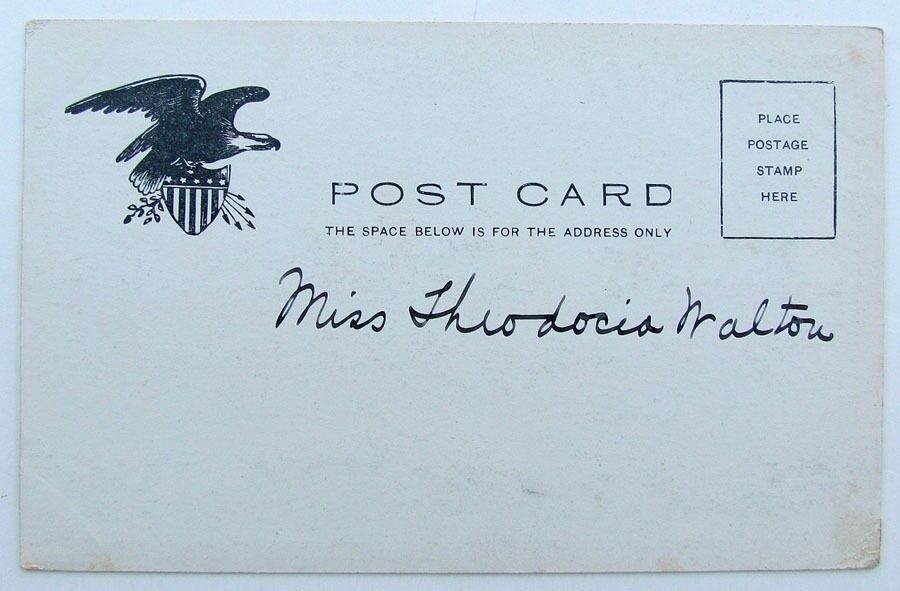 POST CARD
THE SPACE BELOW IS FOR THE ADDRESS ONLY
PLACE
POSTAGE
STAMP
HERE
Miss Theodocia Walton